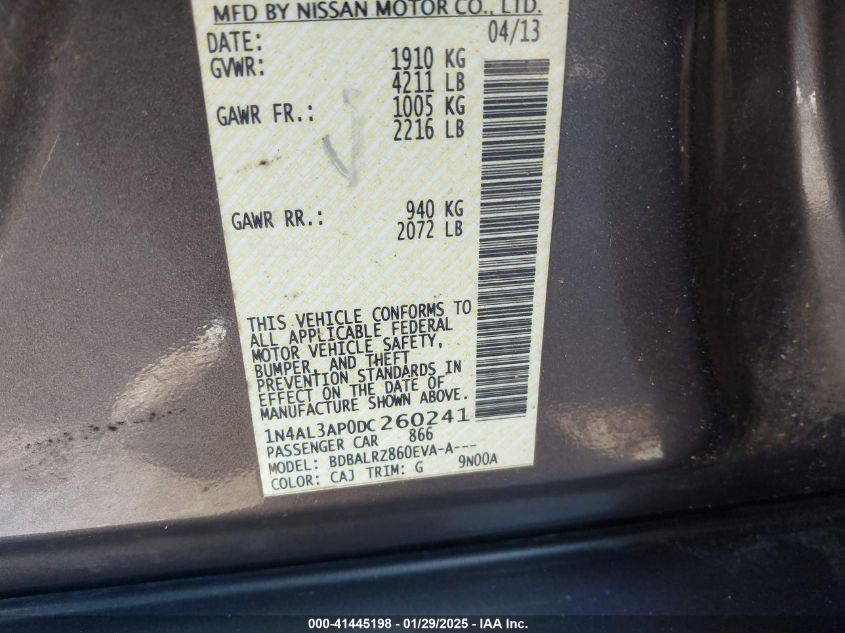 MFD BY NISSAN MOTOR CO., LTD.
DATE: 04/13
GVWR: 1910 KG
4211 LB
GAWR FR.: 1005 KG
2216 LB
GAWR RR.: 940 KG
2072 LB
THIS VEHICLE CONFORMS TO
ALL APPLICABLE FEDERAL
MOTOR VEHICLE SAFETY,
BUMPER, AND THEFT
PREVENTION STANDARDS IN
EFFECT ON THE DATE OF
MANUFACTURE SHOWN ABOVE.
1N4AL3AP0DC260241
PASSENGER CAR 866
MODEL: BDBALRZ860EVA-A---
COLOR: CAJ TRIM: G 9N00A
000-41445198 - 01/29/2025 - IAA Inc.